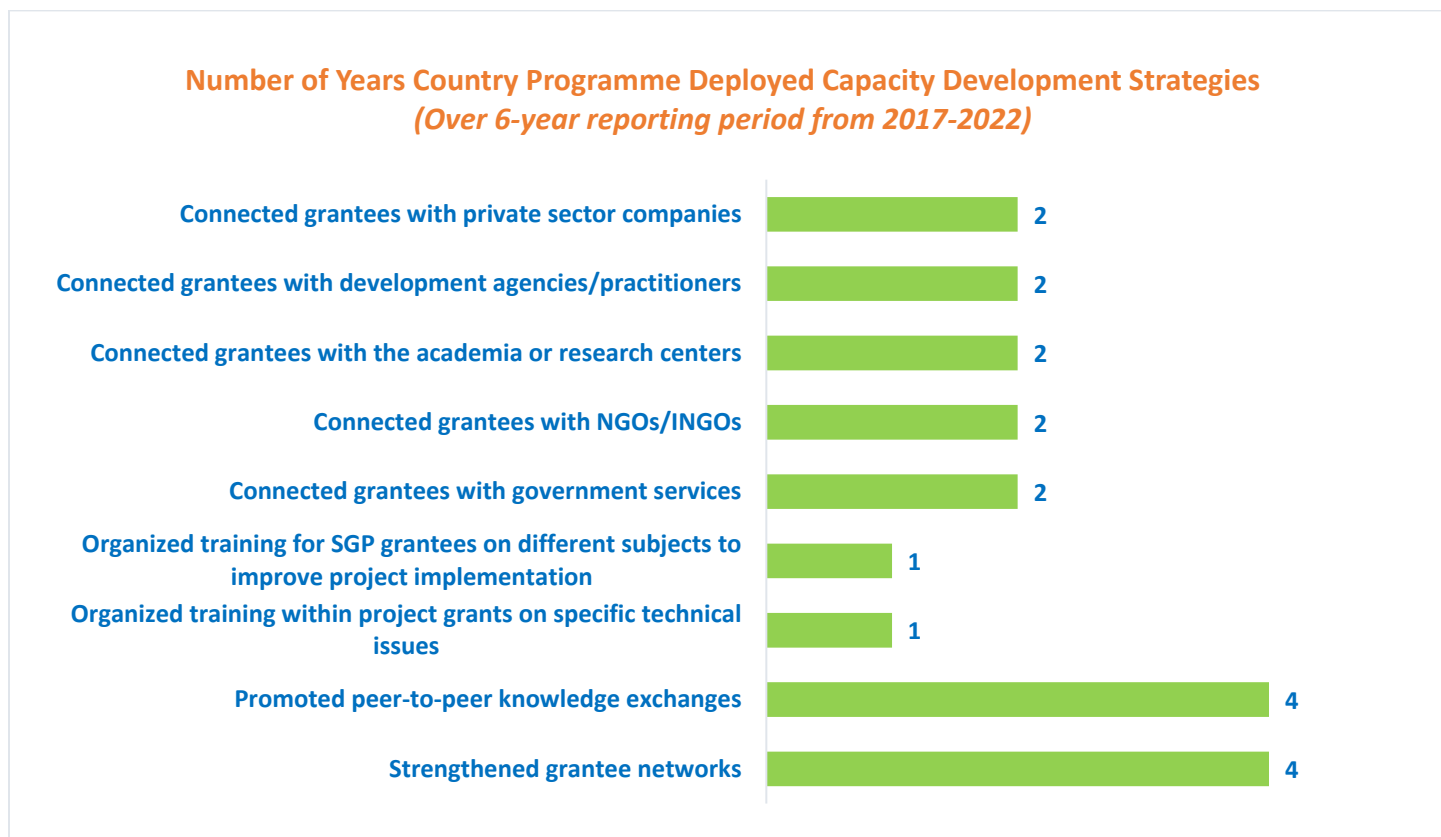 Number of Years Country Programme Deployed Capacity Development Strategies
(Over 6-year reporting period from 2017-2022)
Connected grantees with private sector companies
2
Connected grantees with development agencies/practitioners
2
Connected grantees with the academia or research centers
2
Connected grantees with NGOs/INGOs
2
Connected grantees with government services
2
Organized training for SGP grantees on different subjects to
improve project implementation
1
Organized training within project grants on specific technical
issues
1
Promoted peer-to-peer knowledge exchanges
4
Strengthened grantee networks
4